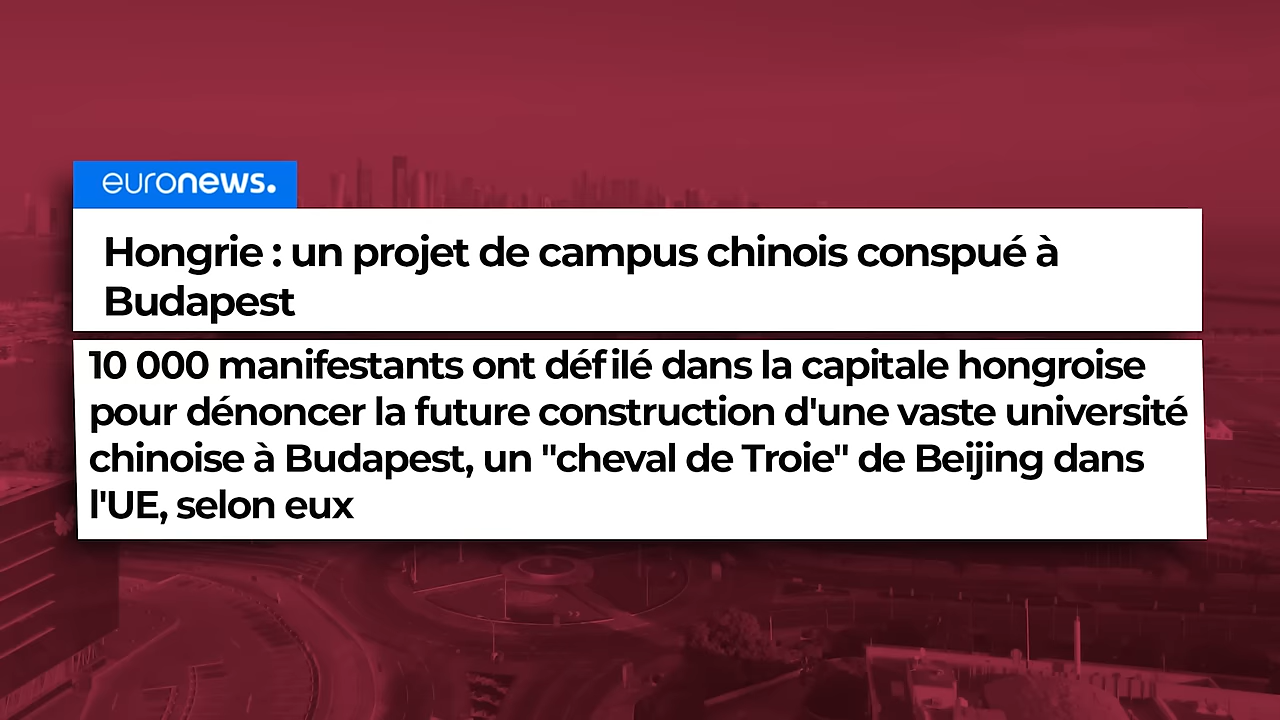 euronews.
Hongrie : un projet de campus chinois conspué à
Budapest
10 000 manifestants ont défilé dans la capitale hongroise
pour dénoncer la future construction d'une vaste université
chinoise à Budapest, un "cheval de Troie" de Beijing dans
l'UE, selon eux